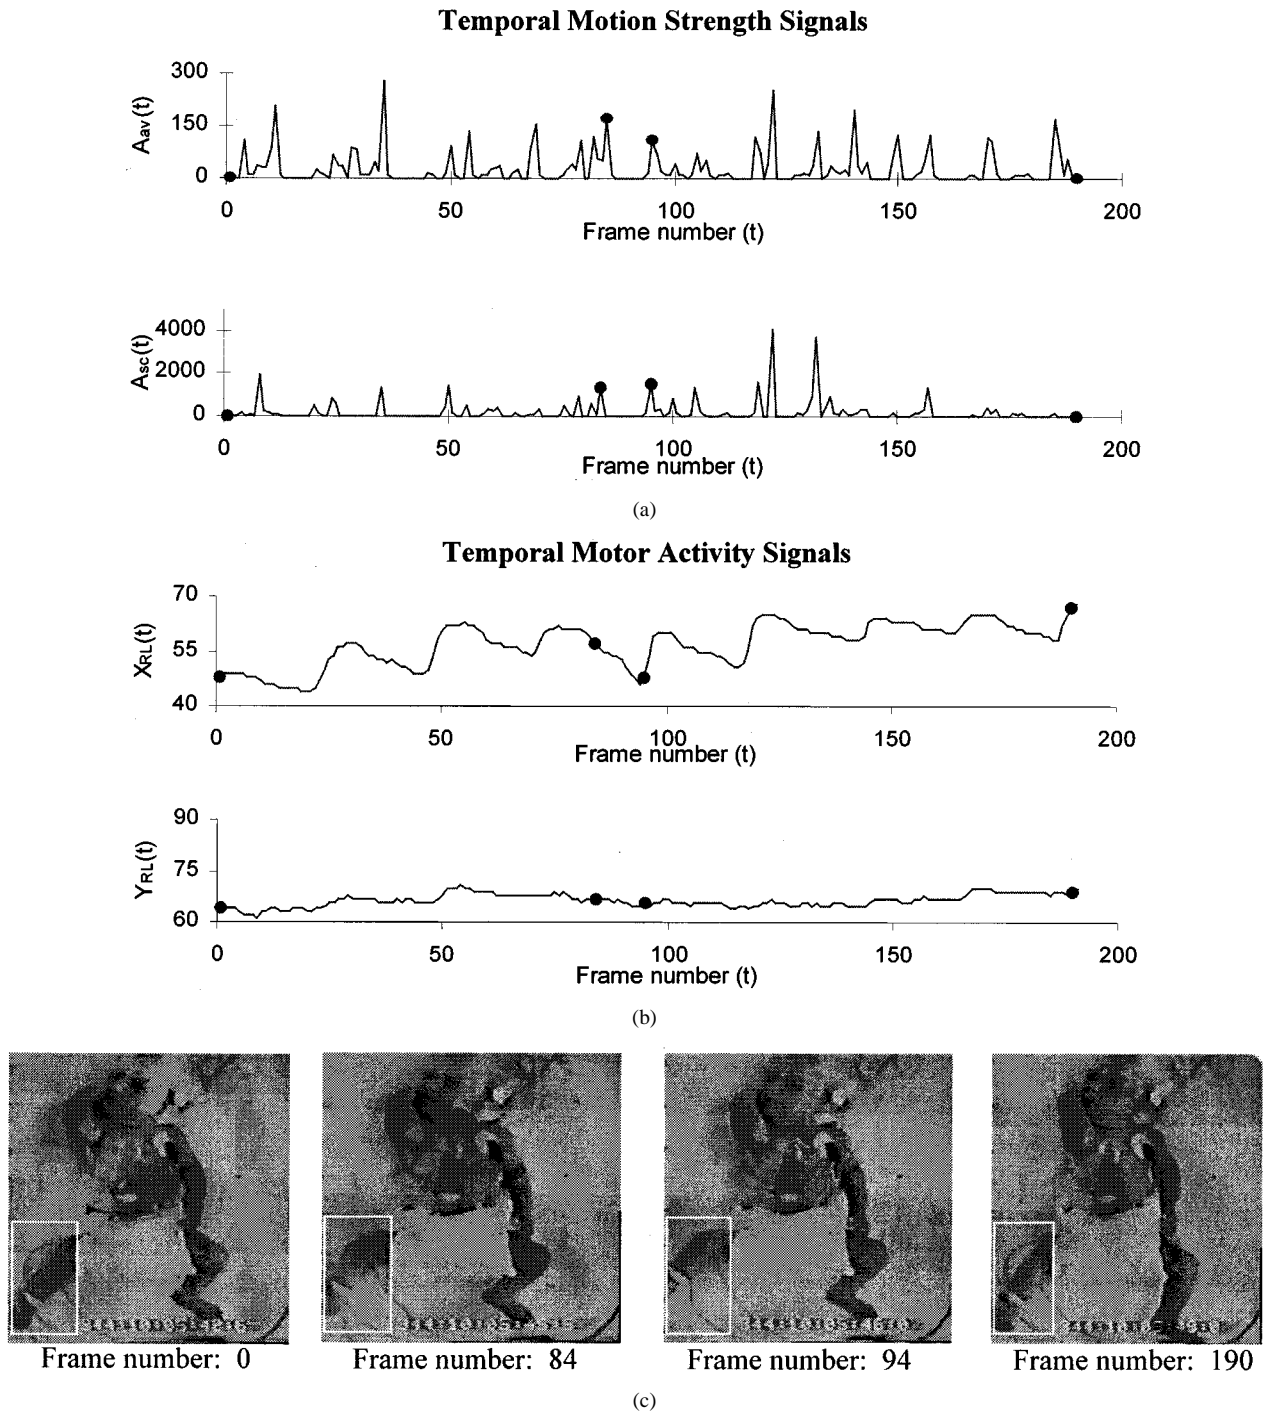 Temporal Motion Strength Signals
300
150
0
Aav(t)
0 50 100 150 200
Frame number (t)
4000
2000
0
Asc(t)
0 50 100 150 200
Frame number (t)
(a)
Temporal Motor Activity Signals
70
55
40
XRL(t)
0 50 100 150 200
Frame number (t)
90
75
60
YRL(t)
0 50 100 150 200
Frame number (t)
(b)
Frame number: 0 Frame number: 84 Frame number: 94 Frame number: 190
(c)